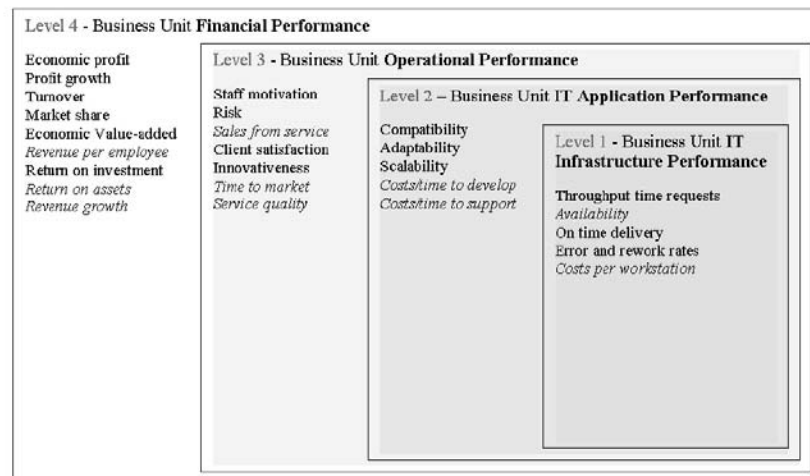 Level 4 - Business Unit Financial Performance
Economic profit
Profit growth
Turnover
Market share
Economic Value-added
Revenue per employee
Return on investment
Return on assets
Revenue growth
Level 3 - Business Unit Operational Performance
Staff motivation
Risk
Sales from service
Client satisfaction
Innovativeness
Time to market
Service quality
Level 2 – Business Unit IT Application Performance
Compatibility
Adaptability
Scalability
Costs/time to develop
Costs/time to support
Level 1 - Business Unit IT
Infrastructure Performance
Throughput time requests
Availability
On time delivery
Error and rework rates
Costs per workstation